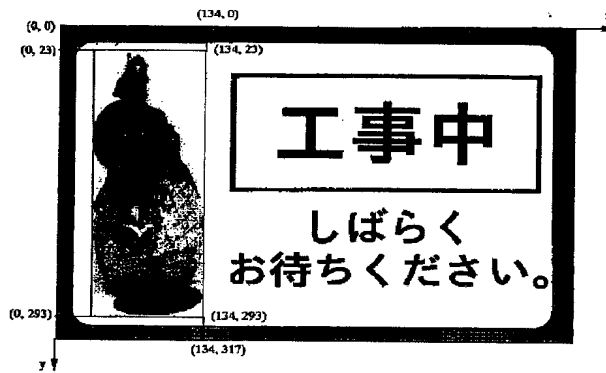 (134, 0)
(0, 0)
(0, 23)
(134, 23)
工事中
しばらく
お待ちください。
(0, 293)
(134, 293)
(134, 317)
y